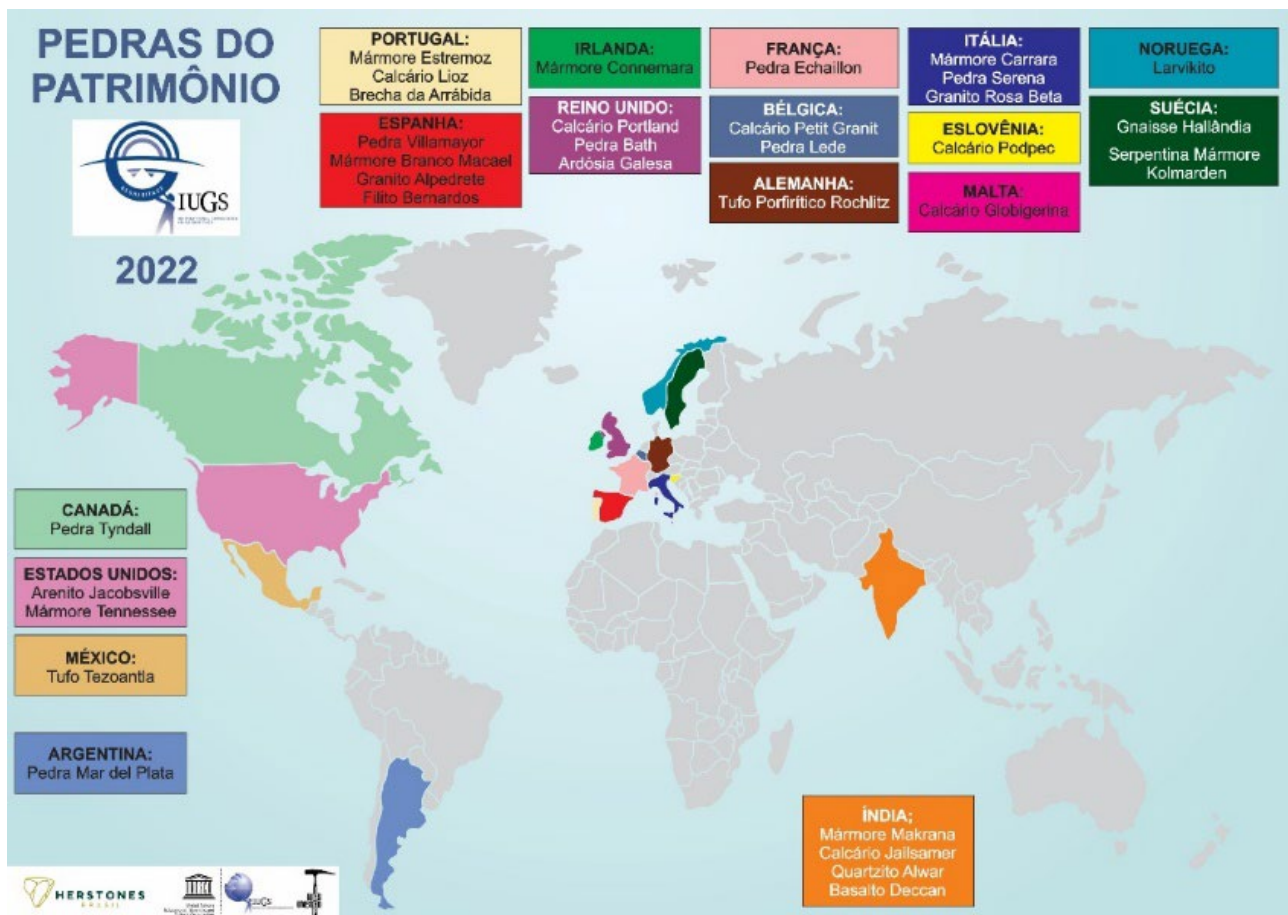 PEDRAS DO
PATRIMÔNIO
IUGS
2022
PORTUGAL:
Mármore Estremoz
Calcário Lioz
Brecha da Arrábida
ESPANHA:
Pedra Villamayor
Mármore Branco Macael
Granito Alpedrete
Filito Bernardos
IRLANDA:
Mármore Connemara
REINO UNIDO:
Calcário Portland
Pedra Bath
Ardósia Galesa
FRANÇA:
Pedra Echaillon
BÉLGICA:
Calcário Petit Granit
Pedra Lede
ALEMANHA:
Tufo Porfirítico Rochlitz
ITÁLIA:
Mármore Carrara
Pedra Serena
Granito Rosa Beta
ESLOVÊNIA:
Calcário Podpec
MALTA:
Calcário Globigerina
NORUEGA:
Larvikito
SUÉCIA:
Gnaisse Hallândia
Serpentina Mármore
Kolmarden
CANADÁ:
Pedra Tyndall
ESTADOS UNIDOS:
Arenito Jacobsville
Mármore Tennessee
MÉXICO:
Tufo Tezoantla
ARGENTINA:
Pedra Mar del Plata
ÍNDIA;
Mármore Makrana
Calcário Jailsamer
Quartzito Alwar
Basalto Deccan
HERSTONES
BRASIL
IUGS